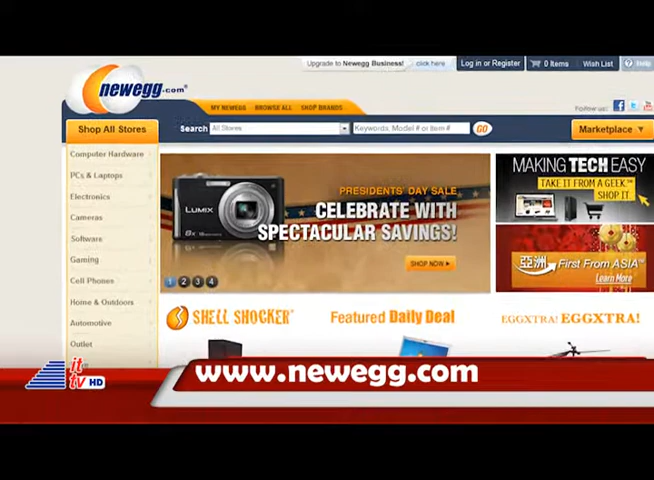 Upgrade to Newegg Business! click here
Log in or Register
0 Items
Wish List
Help
newegg.com®
MY NEWEGG
BROWSE ALL
SHOP BRANDS
Follow us:
Shop All Stores
Search
All Stores
Keywords, Model # or Item #
GO
Marketplace
Computer Hardware
PCs & Laptops
Electronics
Cameras
Software
Gaming
Cell Phones
Home & Outdoors
Automotive
Outlet
LUMIX
PRESIDENTS' DAY SALE
CELEBRATE WITH
SPECTACULAR SAVINGS!
SHOP NOW
1 2 3 4
MAKING TECH EASY
TAKE IT FROM A GEEK.™
SHOP IT
亞洲 First From ASIA™
Learn More
SHELL SHOCKER®
Featured Daily Deal
EGGXTRA! EGGXTRA!
it
tv HD
www.newegg.com